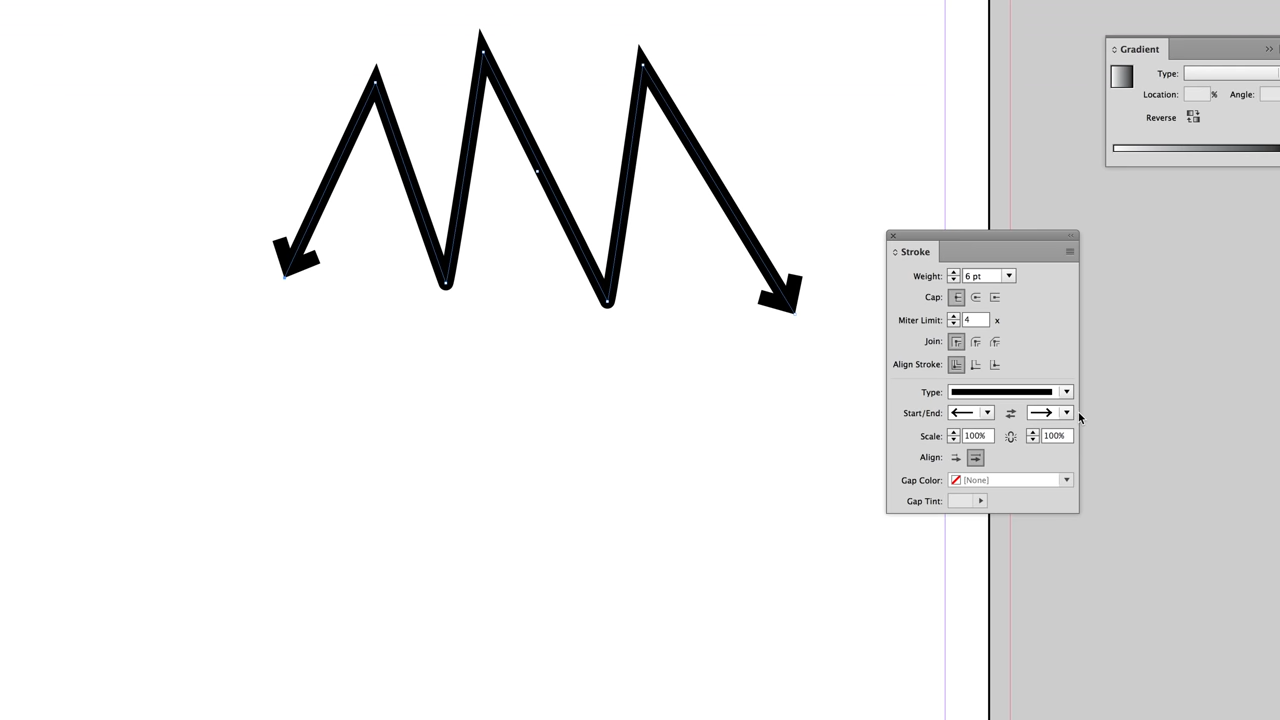 Gradient
Type:
Location: % Angle:
Reverse
Stroke
Weight: 6 pt
Cap:
Miter Limit: 4 x
Join:
Align Stroke:
Type:
Start/End:
Scale: 100% 100%
Align:
Gap Color: [None]
Gap Tint: